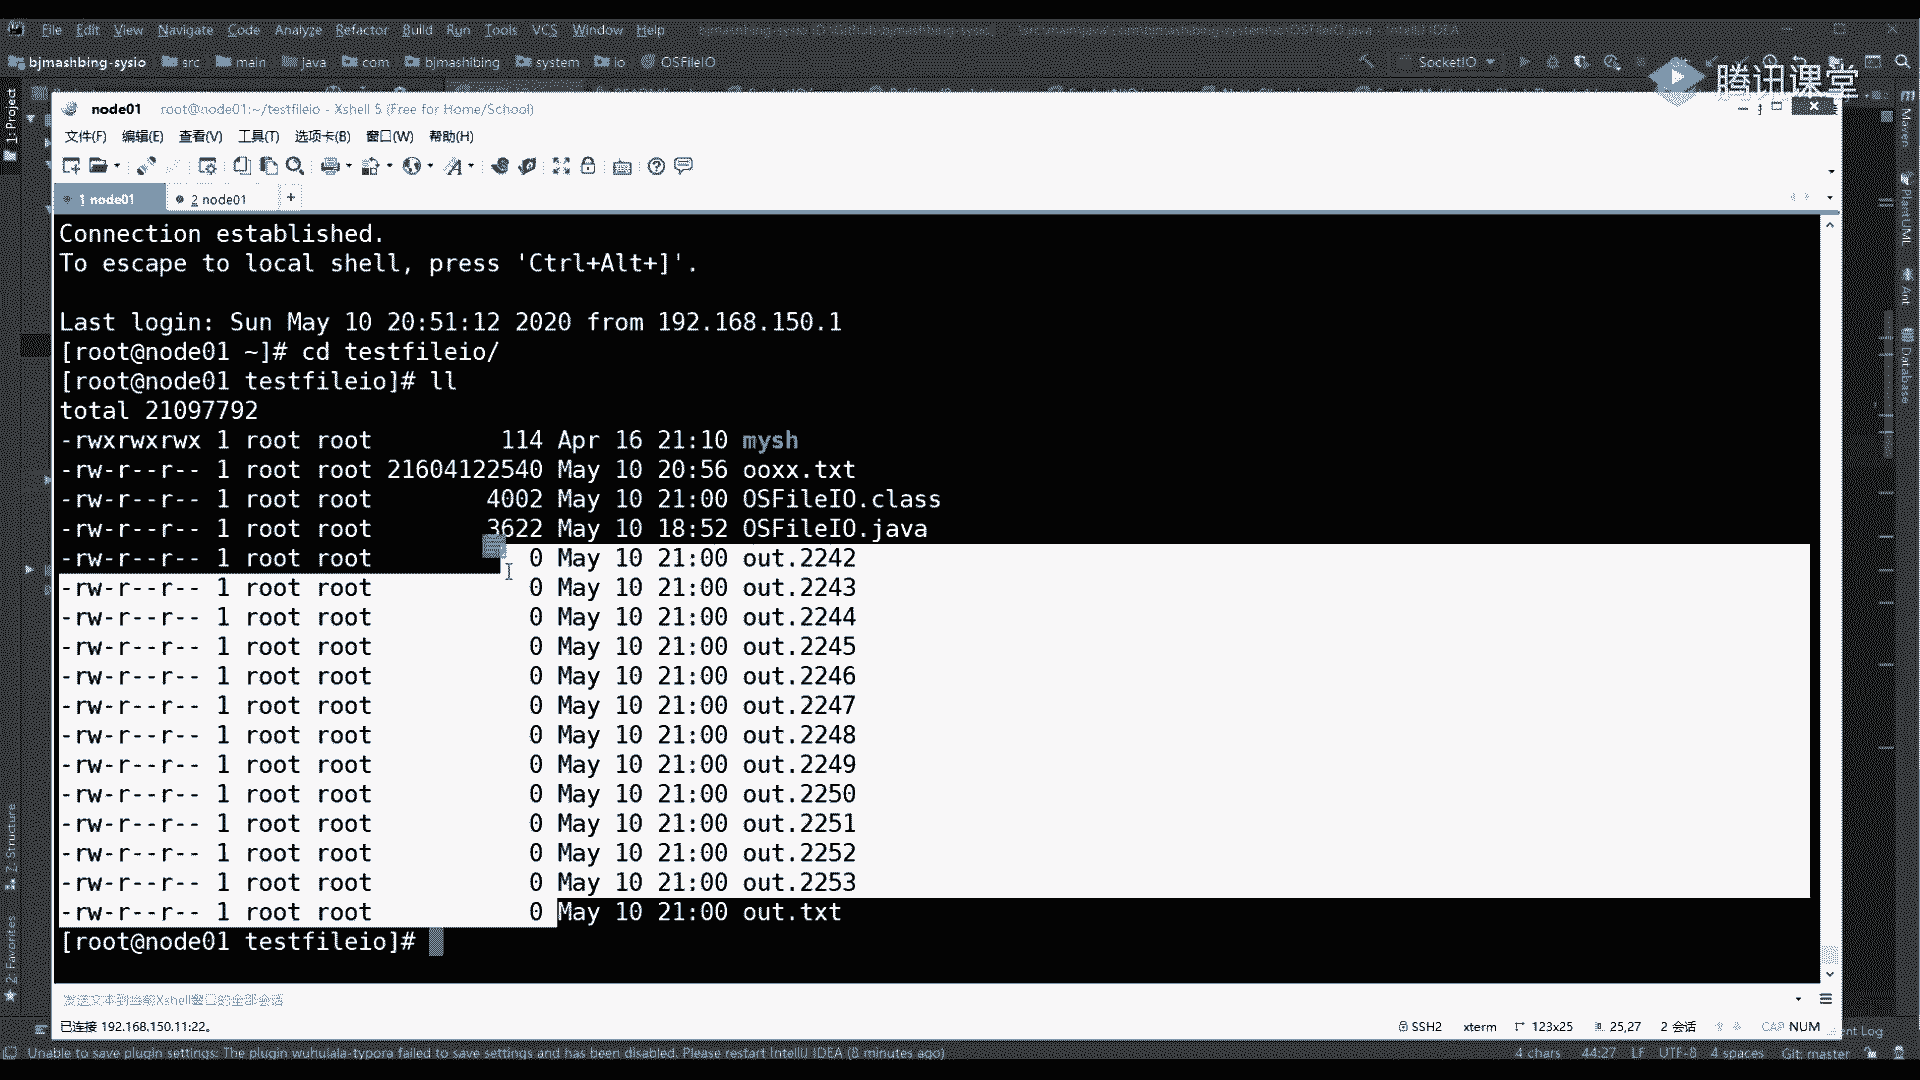 File Edit View Navigate Code Analyze Refactor Build Run Tools VCS Window Help
bjmashbing-sysio src main java com bjmashibing system io OSFileIO SocketIO
腾讯课堂
1: Project
node01 root@node01:~/testfileio - Xshell 5 (Free for Home/School)
文件(F) 编辑(E) 查看(V) 工具(T) 选项卡(B) 窗口(W) 帮助(H)
1 node01 2 node01 +
Connection established.
To escape to local shell, press 'Ctrl+Alt+]'.
Last login: Sun May 10 20:51:12 2020 from 192.168.150.1
[root@node01 ~]# cd testfileio/
[root@node01 testfileio]# ll
total 21097792
-rwxrwxrwx 1 root root 114 Apr 16 21:10 mysh
-rw-r--r-- 1 root root 21604122540 May 10 20:56 ooxx.txt
-rw-r--r-- 1 root root 4002 May 10 21:00 OSFileIO.class
-rw-r--r-- 1 root root 3622 May 10 18:52 OSFileIO.java
-rw-r--r-- 1 root root 0 May 10 21:00 out.2242
-rw-r--r-- 1 root root 0 May 10 21:00 out.2243
-rw-r--r-- 1 root root 0 May 10 21:00 out.2244
-rw-r--r-- 1 root root 0 May 10 21:00 out.2245
-rw-r--r-- 1 root root 0 May 10 21:00 out.2246
-rw-r--r-- 1 root root 0 May 10 21:00 out.2247
-rw-r--r-- 1 root root 0 May 10 21:00 out.2248
-rw-r--r-- 1 root root 0 May 10 21:00 out.2249
-rw-r--r-- 1 root root 0 May 10 21:00 out.2250
-rw-r--r-- 1 root root 0 May 10 21:00 out.2251
-rw-r--r-- 1 root root 0 May 10 21:00 out.2252
-rw-r--r-- 1 root root 0 May 10 21:00 out.2253
-rw-r--r-- 1 root root 0 May 10 21:00 out.txt
[root@node01 testfileio]#
Maven
PlantUML
Ant
Database
7: Structure
2: Favorites
发送文本到当前Xshell窗口的全部会话
已连接 192.168.150.11:22。 SSH2 xterm 123x25 25,27 2 会话 CAP NUM
Unable to save plugin settings: The plugin wuhulala-typora failed to save settings and has been disabled. Please restart IntelliJ IDEA (8 minutes ago) 4 chars 44:27 LF UTF-8 4 spaces Git: master